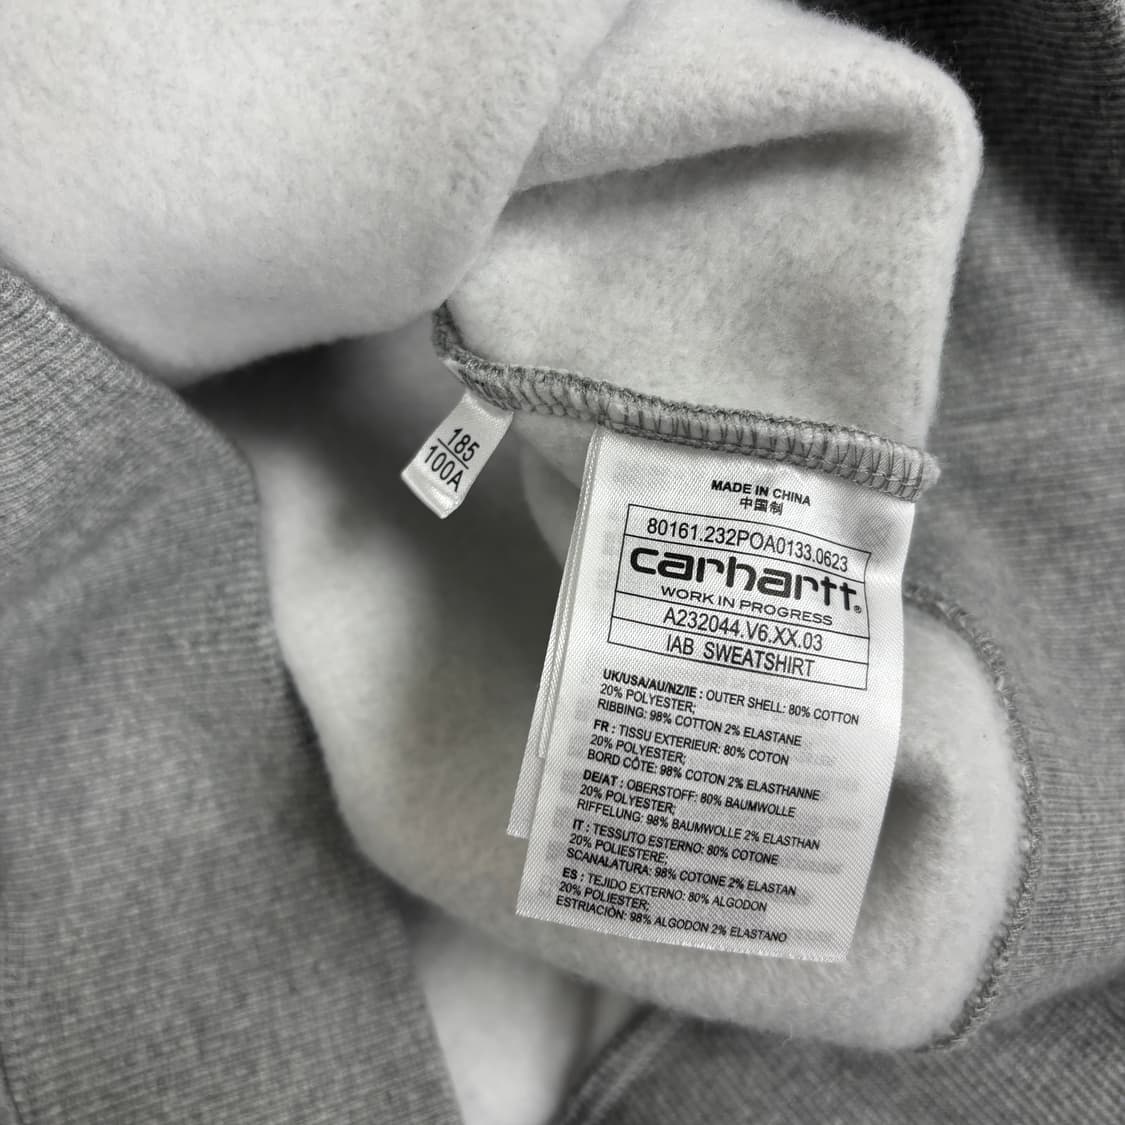 185
100A
MADE IN CHINA
中国制
80161.232POA0133.0623
carhartt®
WORK IN PROGRESS
A232044.V6.XX.03
IAB SWEATSHIRT
UK/USA/AU/NZ/IE : OUTER SHELL: 80% COTTON
20% POLYESTER;
RIBBING: 98% COTTON 2% ELASTANE
FR : TISSU EXTERIEUR: 80% COTON
20% POLYESTER;
BORD CÔTE: 98% COTON 2% ELASTHANNE
DE/AT : OBERSTOFF: 80% BAUMWOLLE
20% POLYESTER;
RIFFELUNG: 98% BAUMWOLLE 2% ELASTHAN
IT : TESSUTO ESTERNO: 80% COTONE
20% POLIESTERE;
SCANALATURA: 98% COTONE 2% ELASTAN
ES : TEJIDO EXTERNO: 80% ALGODON
20% POLIESTER;
ESTRIACIÓN: 98% ALGODON 2% ELASTANO